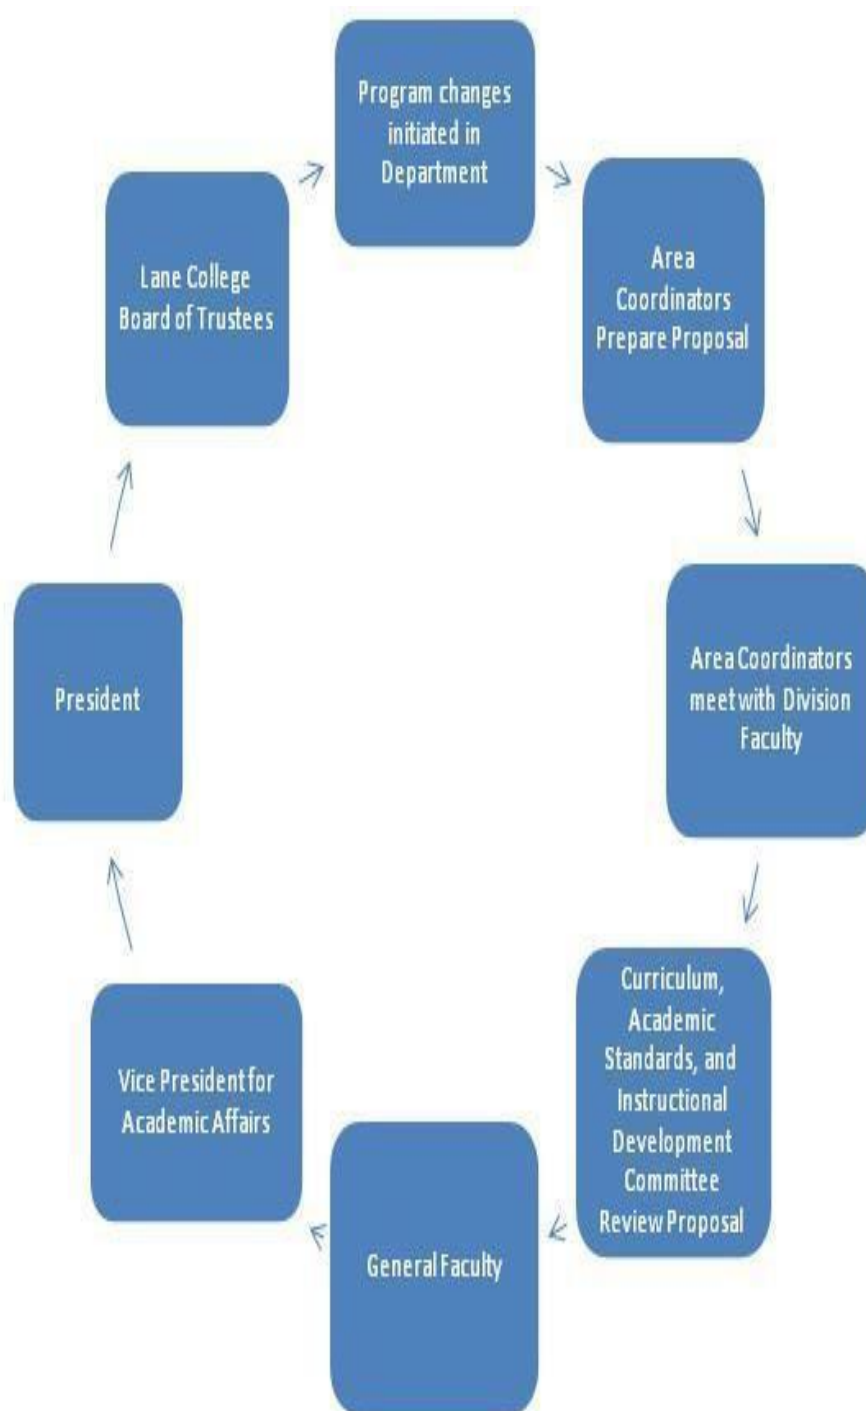 Program changes
initiated in
Department
Area
Coordinators
Prepare Proposal
Area Coordinators
meet with Division
Faculty
Curriculum,
Academic
Standards, and
Instructional
Development
Committee
Review Proposal
General Faculty
Vice President for
Academic Affairs
President
Lane College
Board of Trustees